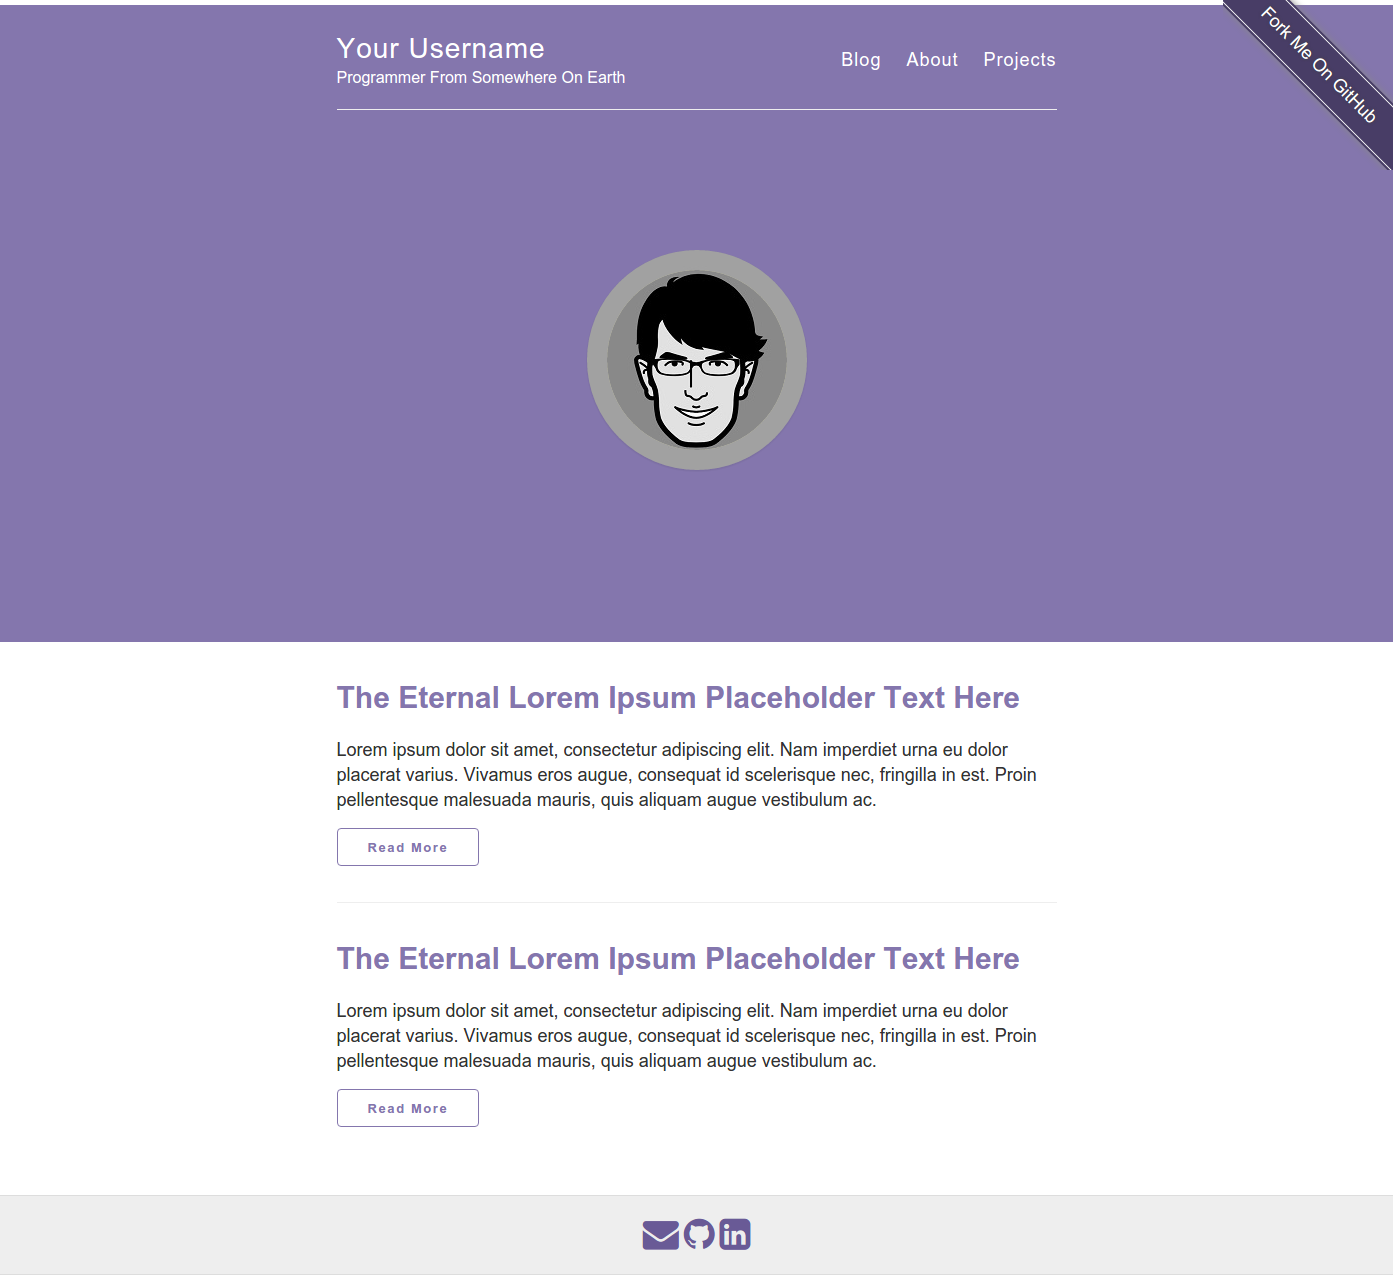 Your Username
Programmer From Somewhere On Earth
Blog About Projects
Fork Me On GitHub
The Eternal Lorem Ipsum Placeholder Text Here
Lorem ipsum dolor sit amet, consectetur adipiscing elit. Nam imperdiet urna eu dolor
placerat varius. Vivamus eros augue, consequat id scelerisque nec, fringilla in est. Proin
pellentesque malesuada mauris, quis aliquam augue vestibulum ac.
Read More
The Eternal Lorem Ipsum Placeholder Text Here
Lorem ipsum dolor sit amet, consectetur adipiscing elit. Nam imperdiet urna eu dolor
placerat varius. Vivamus eros augue, consequat id scelerisque nec, fringilla in est. Proin
pellentesque malesuada mauris, quis aliquam augue vestibulum ac.
Read More
in